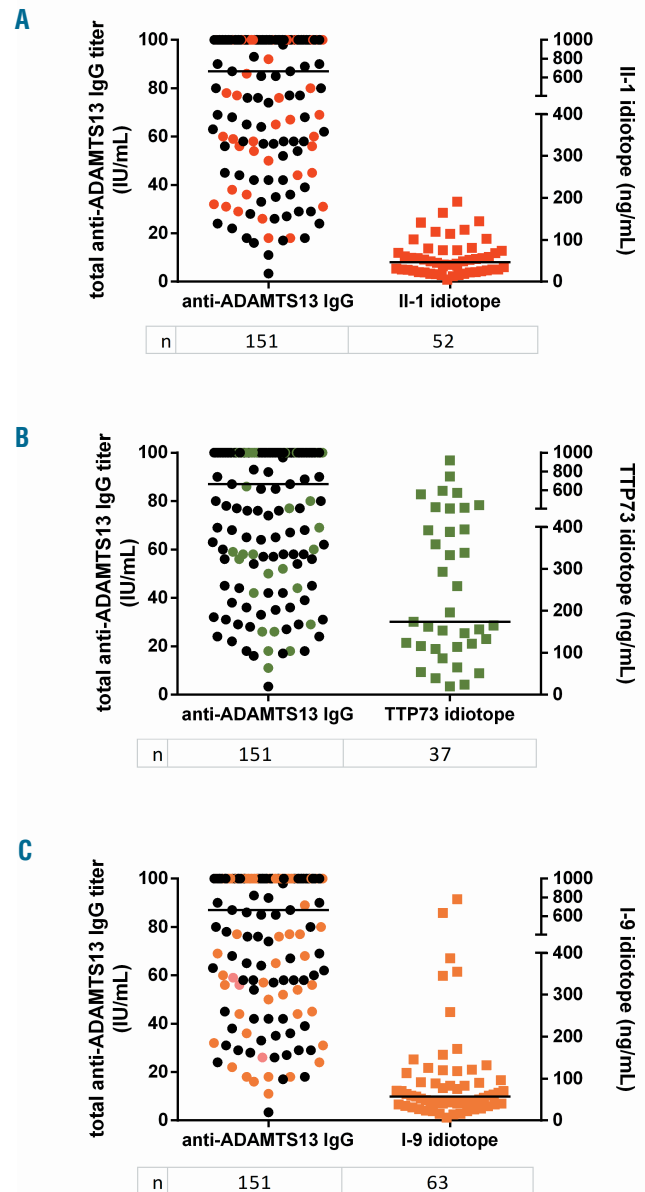 A
total anti-ADAMTS13 IgG titer
(IU/mL)
100
80
60
40
20
0
1000
800
600
400
300
200
100
0
II-1 idiotope (ng/mL)
anti-ADAMTS13 IgG II-1 idiotope
n 151 52
B
total anti-ADAMTS13 IgG titer
(IU/mL)
100
80
60
40
20
0
1000
800
600
400
300
200
100
0
TTP73 idiotope (ng/mL)
anti-ADAMTS13 IgG TTP73 idiotope
n 151 37
C
total anti-ADAMTS13 IgG titer
(IU/mL)
100
80
60
40
20
0
1000
800
600
400
300
200
100
0
I-9 idiotope (ng/mL)
anti-ADAMTS13 IgG I-9 idiotope
n 151 63